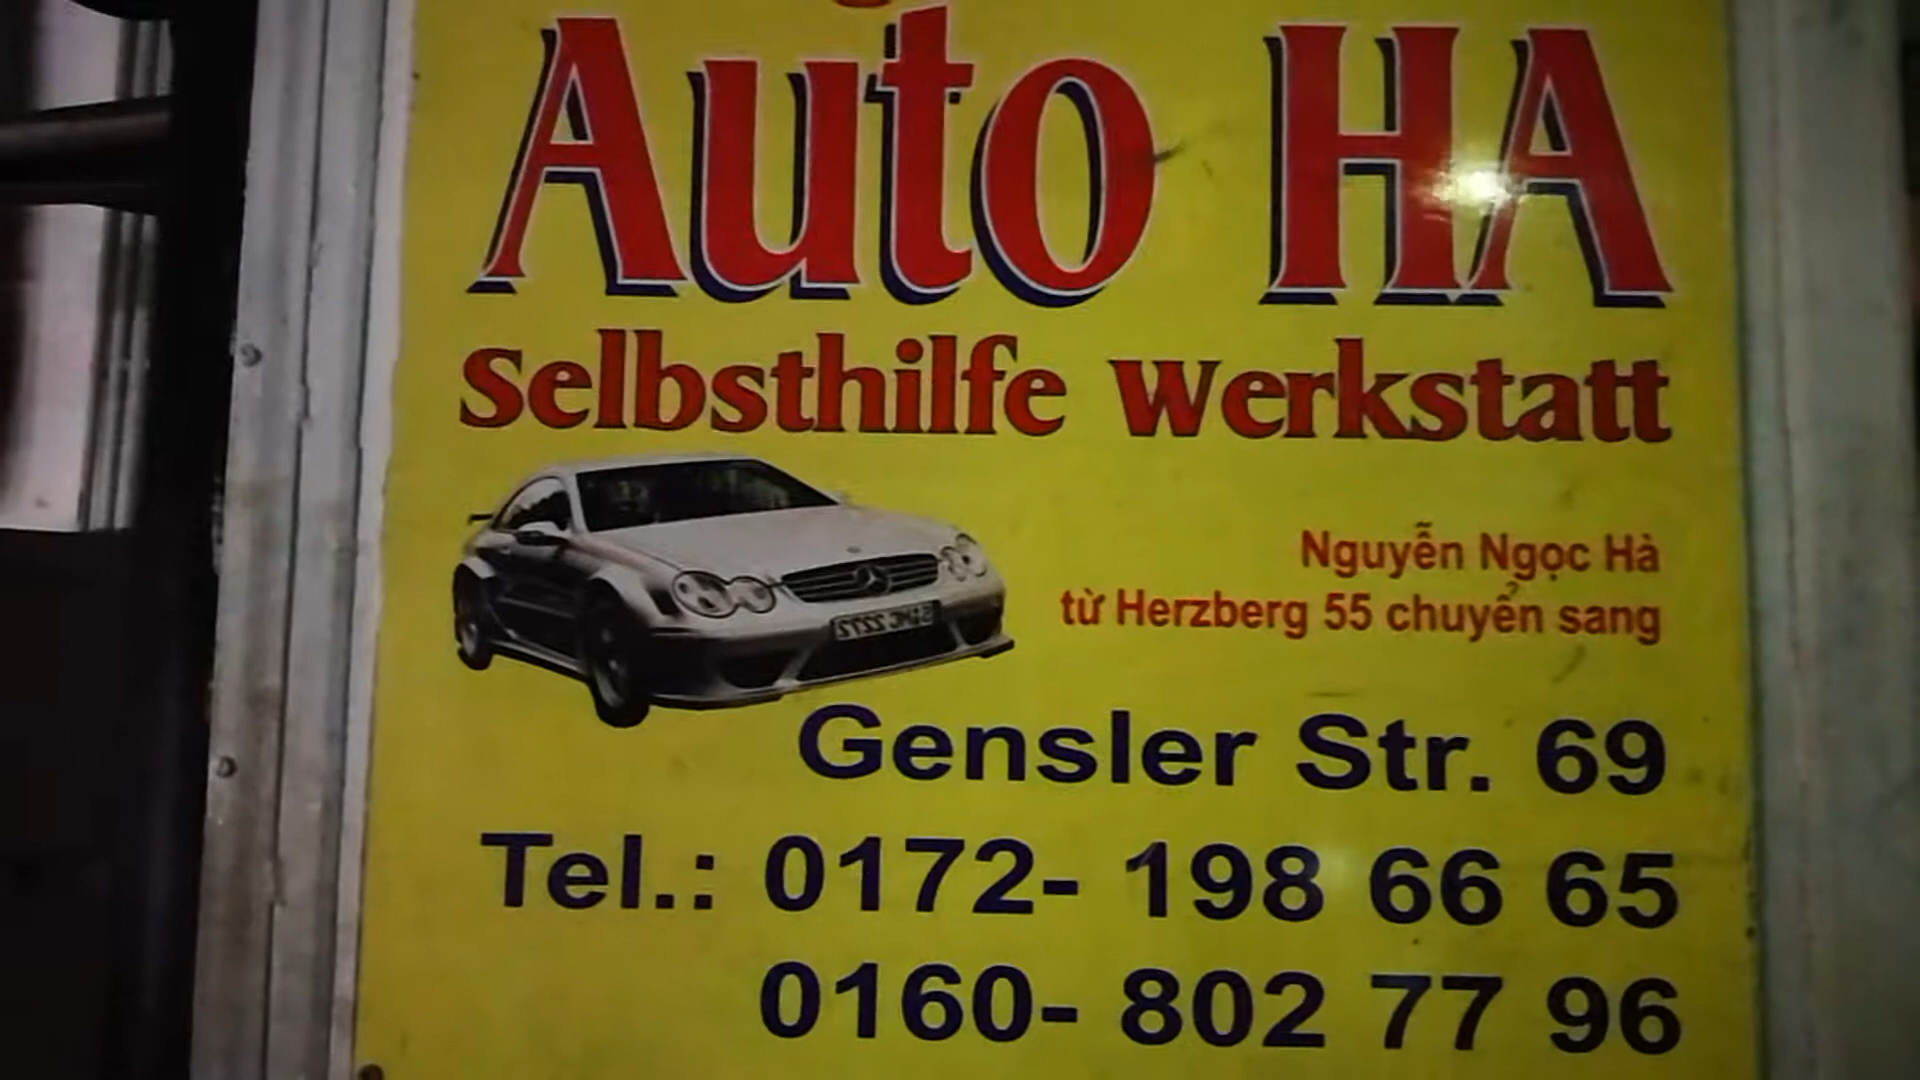 Auto HA
Selbsthilfe Werkstatt
Nguyễn Ngọc Hà
từ Herzberg 55 chuyển sang
Gensler Str. 69
Tel.: 0172- 198 66 65
0160- 802 77 96